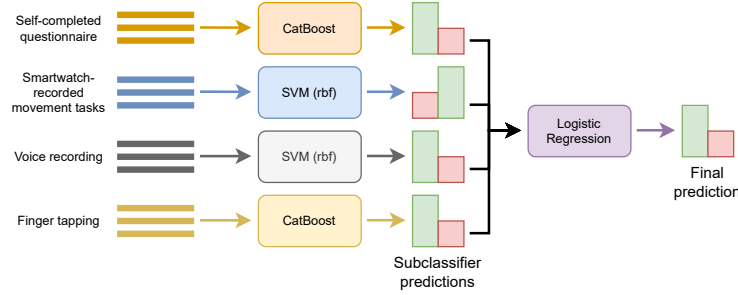 Self-completed
questionnaire
CatBoost
Smartwatch-
recorded
movement tasks
SVM (rbf)
Voice recording
SVM (rbf)
Finger tapping
CatBoost
Subclassifier
predictions
Logistic
Regression
Final
prediction